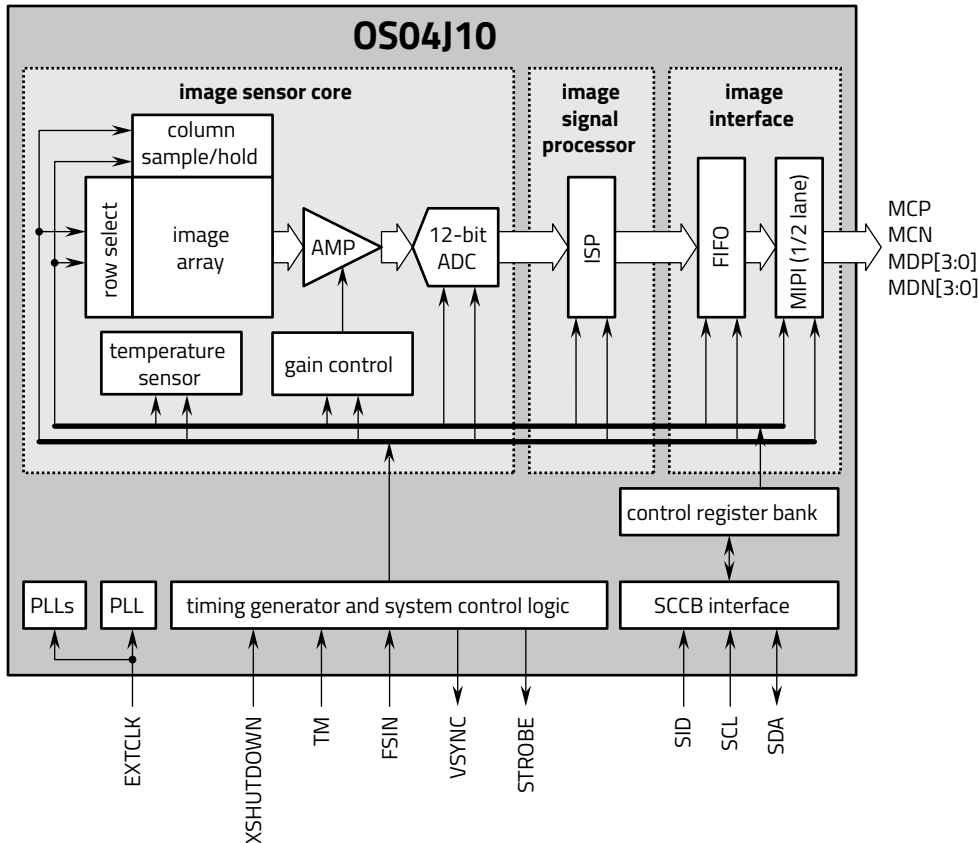 OS04J10
image sensor core
image
signal
processor
image
interface
column
sample/hold
row select
image
array
AMP
12-bit
ADC
ISP
FIFO
MIPI (1/2 lane)
MCP
MCN
MDP[3:0]
MDN[3:0]
temperature
sensor
gain control
control register bank
PLLs
PLL
timing generator and system control logic
SCCB interface
EXTCLK
XSHUTDOWN
TM
FSIN
VSYNC
STROBE
SID
SCL
SDA